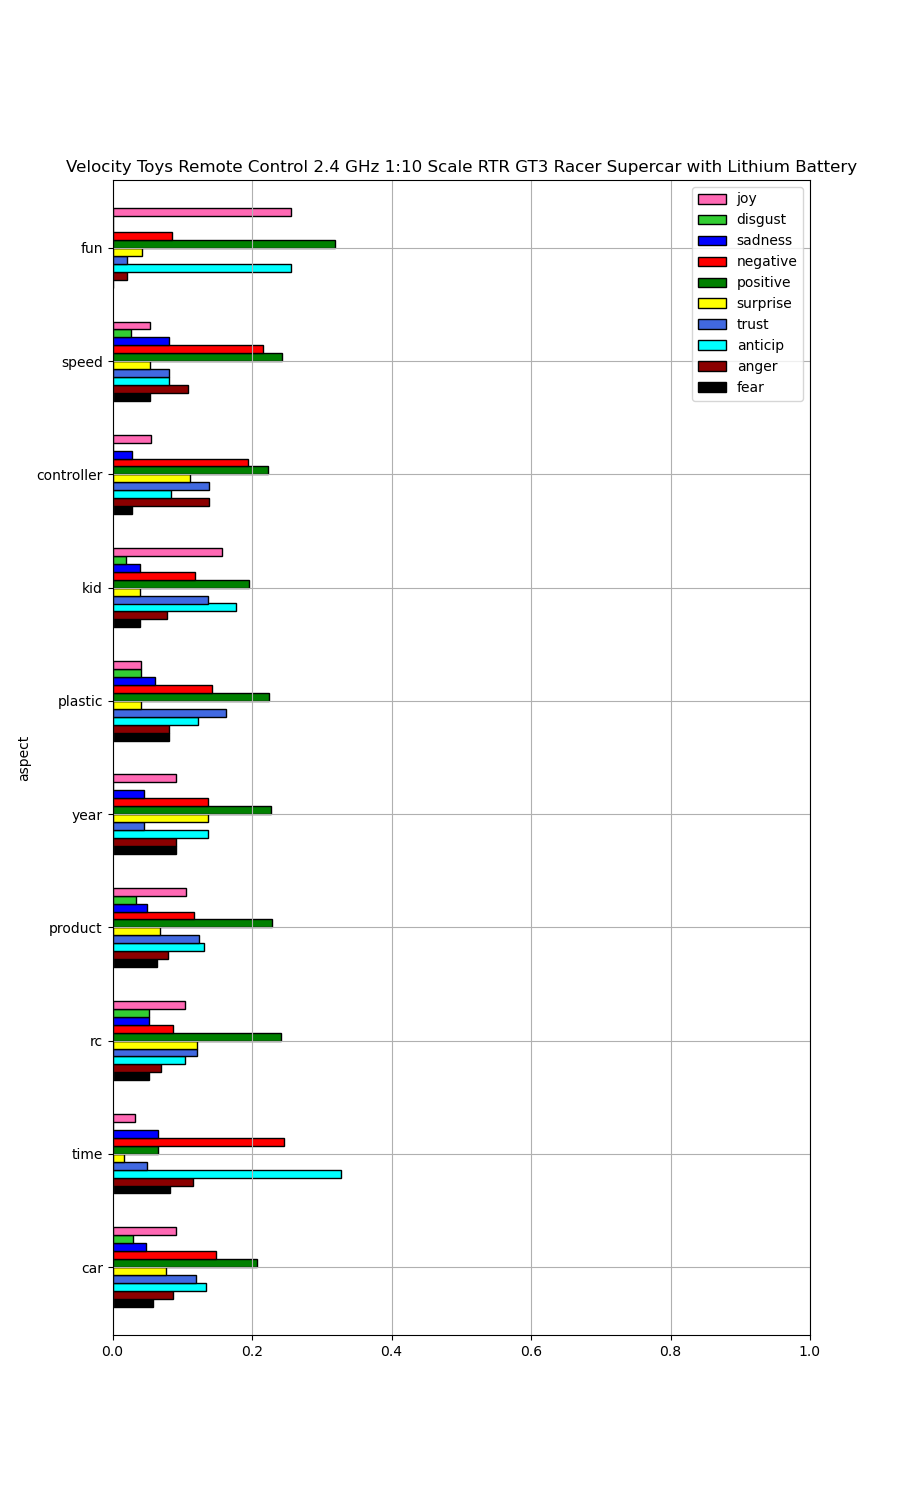 Velocity Toys Remote Control 2.4 GHz 1:10 Scale RTR GT3 Racer Supercar with Lithium Battery
joy
disgust
sadness
negative
positive
surprise
trust
anticip
anger
fear
fun
speed
controller
kid
plastic
year
product
rc
time
car
aspect
0.0 0.2 0.4 0.6 0.8 1.0